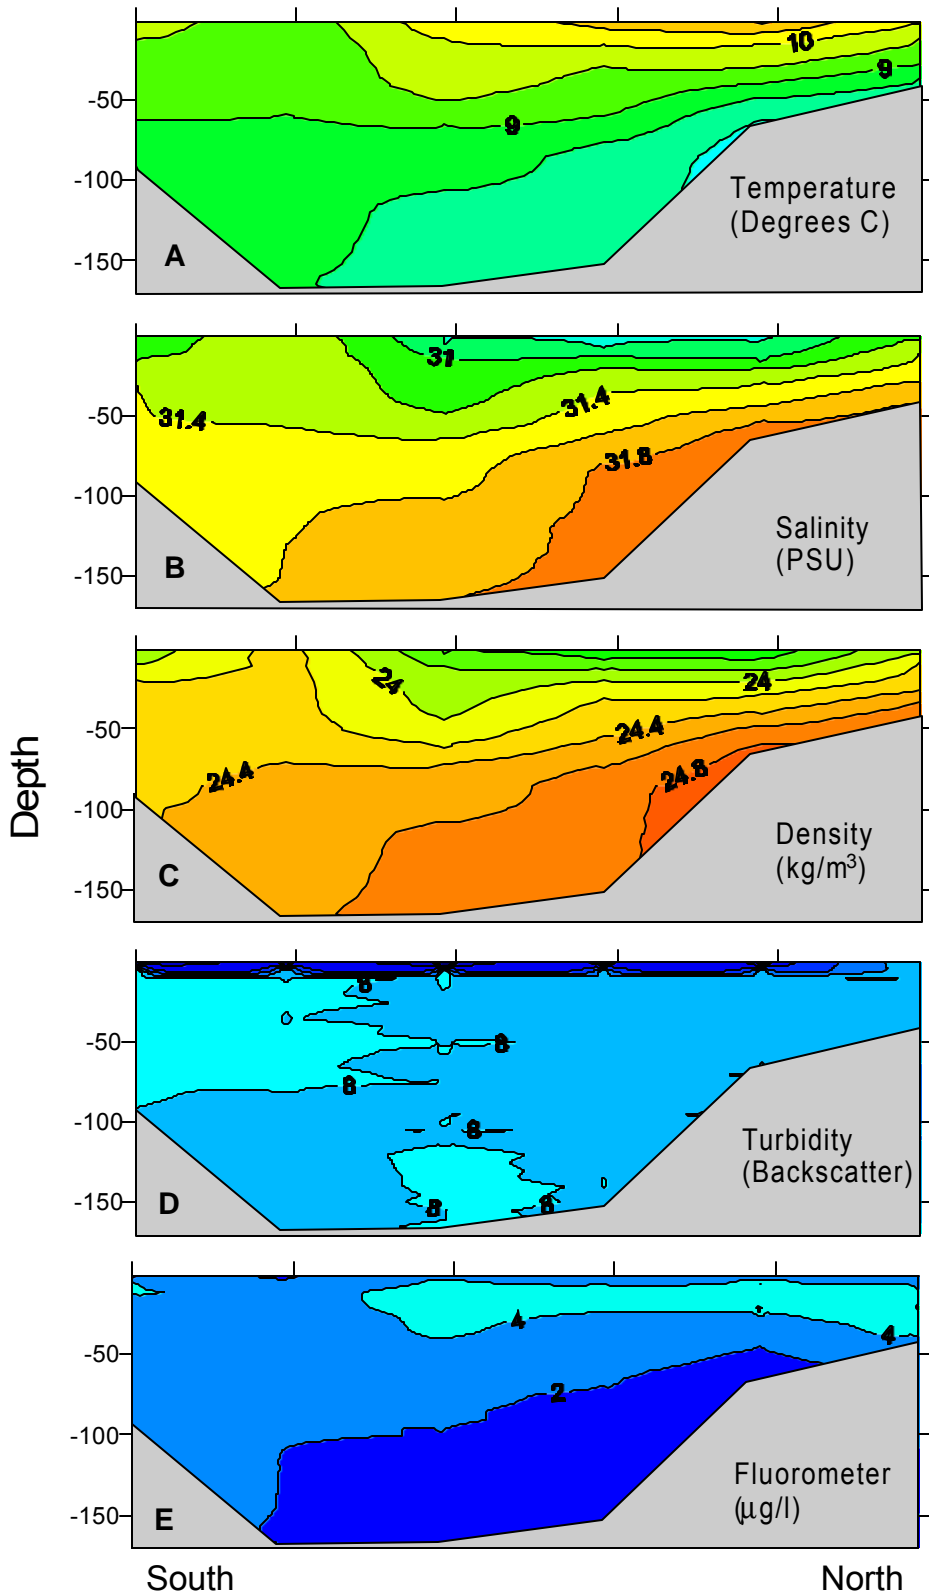 10
9
-50
9
-100
Temperature
(Degrees C)
A
-150
31
31.4
-50
31.4
31.8
-100
Salinity
(PSU)
B
-150
24
24
-50
24.4
24.4
24.8
Depth
-100
Density
(kg/m³)
C
-150
8
-50
8
8
-100
8
Turbidity
(Backscatter)
-150
D
8
8
4
4
-50
2
-100
Fluorometer
(µg/l)
E
-150
South
North